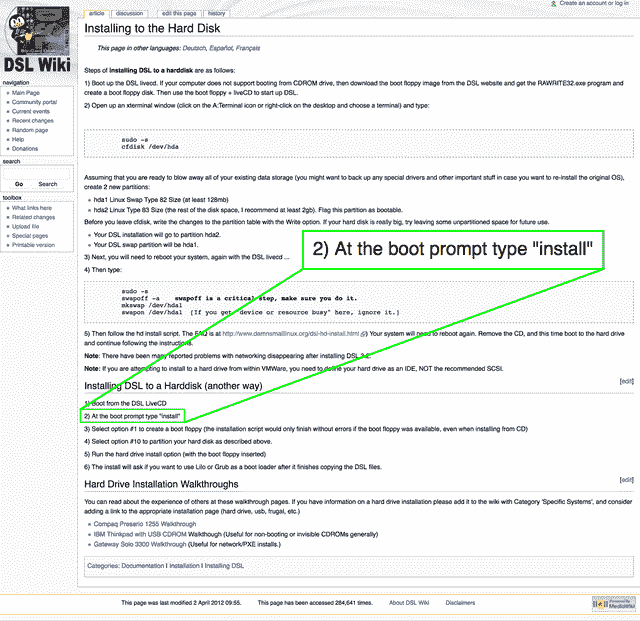 Create an account or log in
article
discussion
edit this page
history
Installing to the Hard Disk
This page in other languages: Deutsch, Español, Français
DSL Wiki
navigation
Main Page
Community portal
Current events
Recent changes
Random page
Help
Donations
search
Go Search
toolbox
What links here
Related changes
Upload file
Special pages
Printable version
Steps of installing DSL to a harddisk are as follows:
1) Boot up the DSL livecd. If your computer does not support booting from CDROM drive, then download the boot floppy image from the DSL website and get the RAWRITE32.exe program and
create a boot floppy disk. Then use the boot floppy + liveCD to start up DSL.
2) Open up an xterminal window (click on the A:Terminal icon or right-click on the desktop and choose a terminal) and type:
sudo -s
cfdisk /dev/hda
Assuming that you are ready to blow away all of your existing data storage (you might want to back up any special drivers and other important stuff in case you want to re-install the original OS),
create 2 new partitions:
hda1 Linux Swap Type 82 Size (at least 128mb)
hda2 Linux Type 83 Size (the rest of the disk space, I recommend at least 2gb). Flag this partition as bootable.
Before you leave cfdisk, write the changes to the partition table with the Write option. If your hard disk is really big, try leaving some unpartitioned space for future use.
Your DSL installation will go to partition hda2.
Your DSL swap partition will be hda1.
3) Next, you will need to reboot your system, again with the DSL livecd ...
2) At the boot prompt type "install"
4) Then type:
sudo -s
swapoff -a swapoff is a critical step, make sure you do it.
mkswap /dev/hda1
swapon /dev/hda1 [If you get "device or resource busy" here, ignore it.]
5) Then follow the hd install script. The FAQ is at http://www.damnsmalllinux.org/dsl-hd-install.html Your system will need to reboot again. Remove the CD, and this time boot to the hard drive
and continue following the instructions.
Note: There have been many reported problems with networking disappearing after installing DSL
Note: If you are attempting to install to a hard drive from within VMWare, you need to define your hard drive as an IDE, NOT the recommended SCSI.
Installing DSL to a Harddisk (another way) [edit]
1) Boot from the DSL LiveCD
2) At the boot prompt type "install"
3) Select option #1 to create a boot floppy (the installation script would only finish without errors if the boot floppy was available, even when installing from CD)
4) Select option #10 to partition your hard disk as described above.
5) Run the hard drive install option (with the boot floppy inserted)
6) The install will ask if you want to use Lilo or Grub as a boot loader after it finishes copying the DSL files.
Hard Drive Installation Walkthroughs [edit]
You can read about the experience of others at these walkthrough pages. If you have information on a hard drive installation please add it to the wiki with Category 'Specific Systems', and consider
adding a link to the appropriate installation page (hard drive, usb, frugal, etc.)
Compaq Presario 1255 Walkthrough
IBM Thinkpad with USB CDROM Walkthough (Useful for non-booting or invisible CDROMs generally)
Gateway Solo 3300 Walkthrough (Useful for network/PXE installs.)
Categories: Documentation | Installation | Installing DSL
This page was last modified 2 April 2012 09:55. This page has been accessed 284,641 times. About DSL Wiki Disclaimers
Powered By
MediaWiki